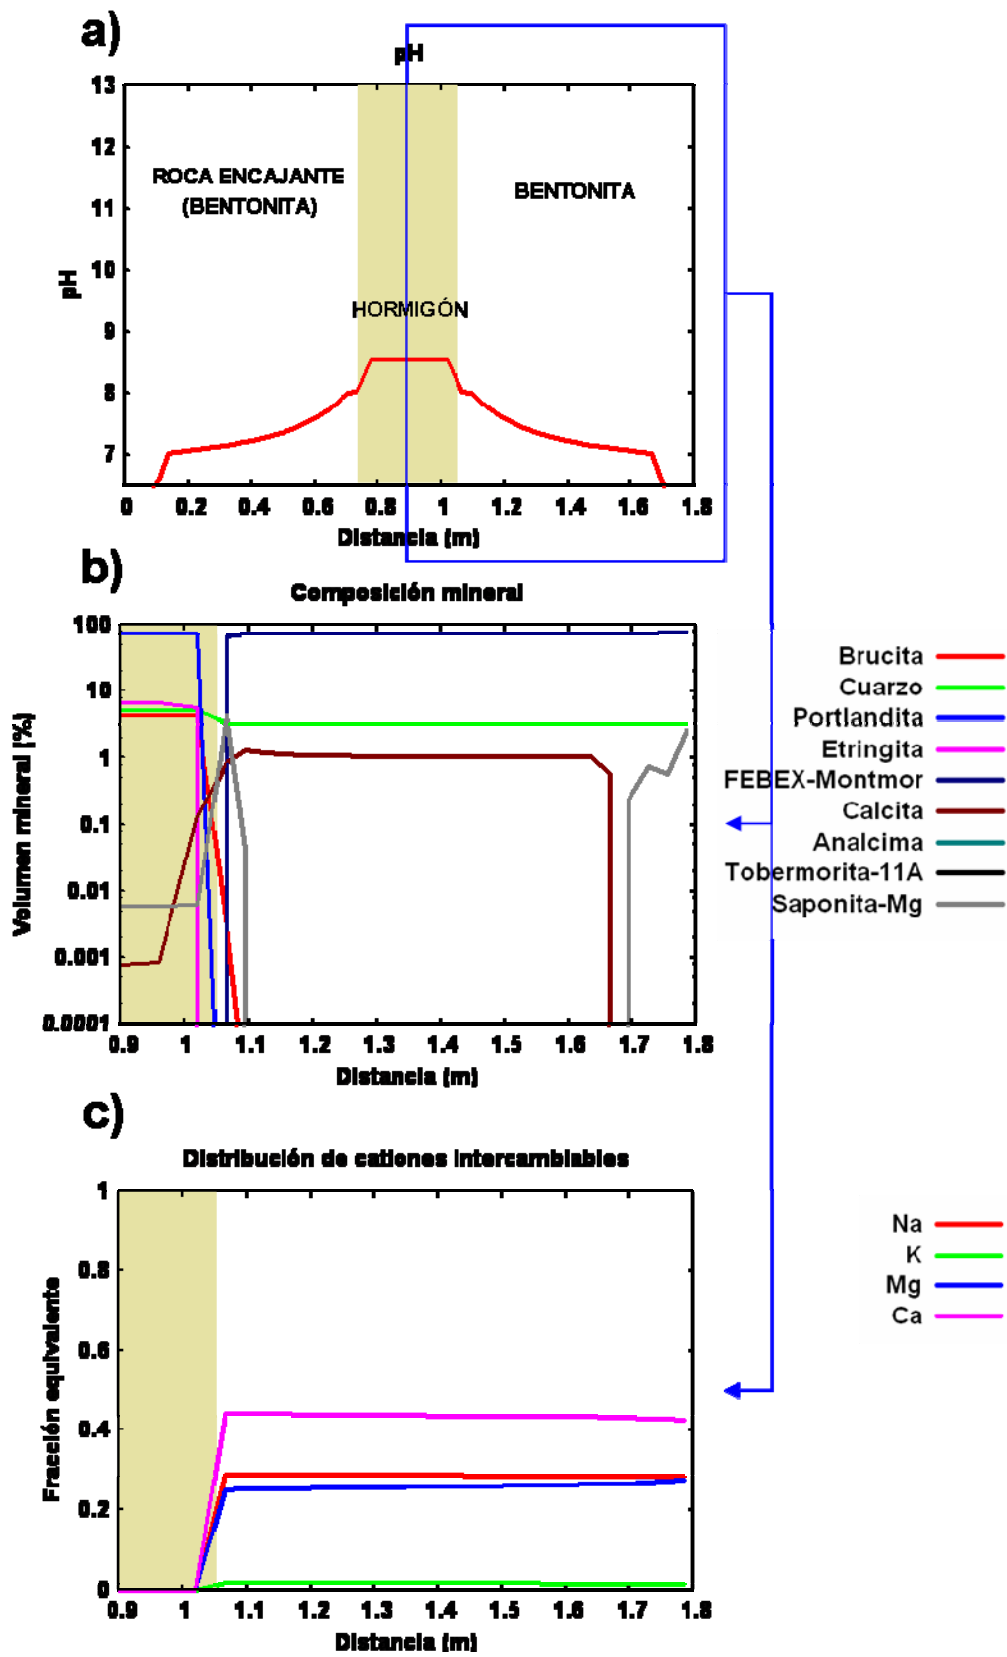 a)
pH
13
12
11
10
9
8
7
pH
ROCA ENCAJANTE
(BENTONITA)
BENTONITA
HORMIGÓN
0 0.2 0.4 0.6 0.8 1 1.2 1.4 1.6 1.8
Distancia (m)
b)
Composición mineral
100
10
1
0.1
0.01
0.001
0.0001
Volumen mineral [%]
0.9 1 1.1 1.2 1.3 1.4 1.5 1.6 1.7 1.8
Distancia (m)
Brucita
Cuarzo
Portlandita
Etringita
FEBEX-Montmor
Calcita
Analcima
Tobermorita-11A
Saponita-Mg
c)
Distribución de cationes intercambiables
1
0.8
0.6
0.4
0.2
0
Fracción equivalente
0.9 1 1.1 1.2 1.3 1.4 1.5 1.6 1.7 1.8
Distancia (m)
Na
K
Mg
Ca